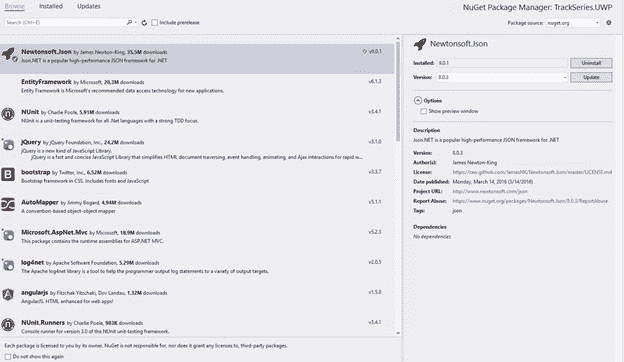 Browse Installed Updates
NuGet Package Manager: TrackSeries.UWP
Search (Ctrl+E) Include prerelease
Package source: nuget.org
Newtonsoft.Json by James Newton-King, 35,5M downloads v9.0.1
Json.NET is a popular high-performance JSON framework for .NET
EntityFramework by Microsoft, 20,3M downloads v6.1.3
Entity Framework is Microsoft's recommended data access technology for new applications.
NUnit by Charlie Poole, 5,91M downloads v3.4.1
NUnit is a unit-testing framework for all .Net languages with a strong TDD focus.
jQuery by jQuery Foundation, Inc., 24,2M downloads v3.1.0
jQuery is a new kind of JavaScript Library.
jQuery is a fast and concise JavaScript Library that simplifies HTML document traversing, event handling, animating, and Ajax interactions for rapid w...
bootstrap by Twitter, Inc., 6,52M downloads v3.3.7
Bootstrap framework in CSS. Includes fonts and JavaScript
AutoMapper by Jimmy Bogard, 4,94M downloads v5.1.1
A convention-based object-object mapper
Microsoft.AspNet.Mvc by Microsoft, 18,9M downloads v5.2.3
This package contains the runtime assemblies for ASP.NET MVC.
log4net by Apache Software Foundation, 5,29M downloads v2.0.5
The Apache log4net library is a tool to help the programmer output log statements to a variety of output targets.
angularjs by Fitzchak Yitzchaki, Dov Landau, 1,32M downloads v1.5.8
AngularJS. HTML enhanced for web apps!
NUnit.Runners by Charlie Poole, 983K downloads v3.4.1
Console runner for version 3.0 of the NUnit unit-testing framework.
Each package is licensed to you by its owner. NuGet is not responsible for, nor does it grant any licenses to, third-party packages.
Do not show this again
Newtonsoft.Json
Installed: 9.0.1 Uninstall
Version: 8.0.3 Update
Options
Show preview window
Description
Json.NET is a popular high-performance JSON framework for .NET
Version: 8.0.3
Author(s): James Newton-King
License: https://raw.github.com/JamesNK/Newtonsoft.Json/master/LICENSE.md
Date published: Monday, March 14, 2016 (3/14/2016)
Project URL: http://www.newtonsoft.com/json
Report Abuse: https://www.nuget.org/packages/Newtonsoft.Json/8.0.3/ReportAbuse
Tags: json
Dependencies
No dependencies